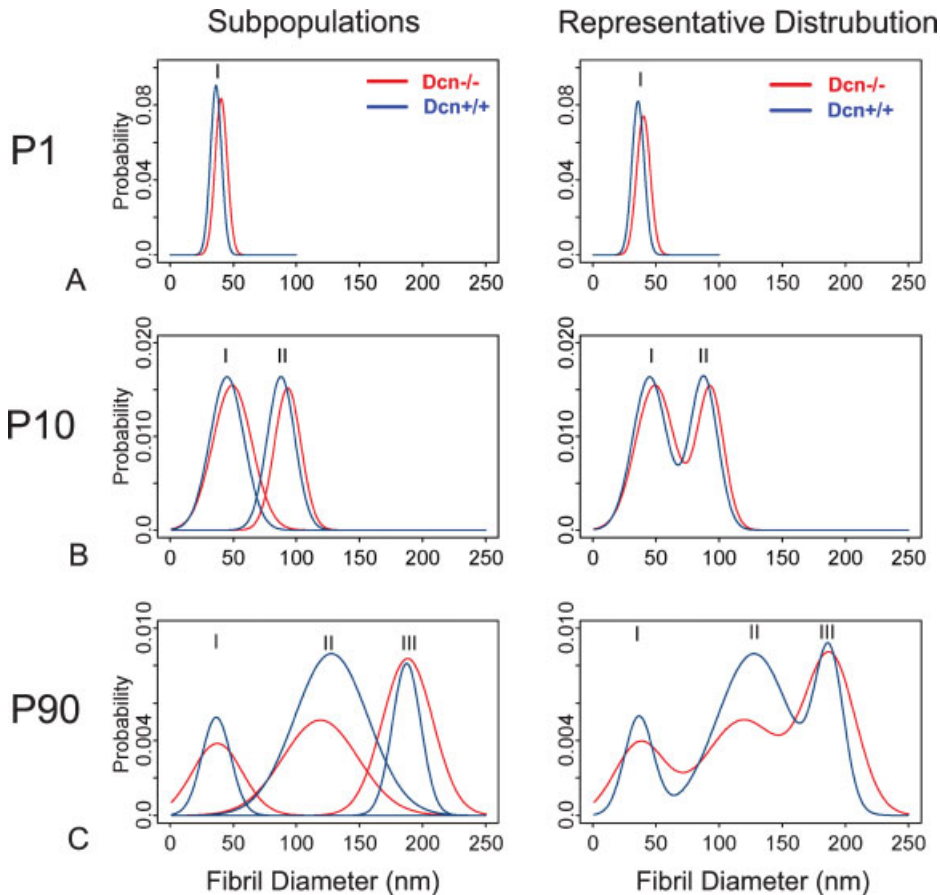 Subpopulations
Representative Distrubution
P1
A
Probability
0.0 0.04 0.08
I
Dcn-/-
Dcn+/+
0 50 100 150 200 250
0.0 0.04 0.08
I
Dcn-/-
Dcn+/+
0 50 100 150 200 250
P10
B
Probability
0.0 0.010 0.020
I II
0 50 100 150 200 250
0.0 0.010 0.020
I II
0 50 100 150 200 250
P90
C
Probability
0.0 0.004 0.010
I II III
0 50 100 150 200 250
Fibril Diameter (nm)
0.0 0.004 0.010
I II III
0 50 100 150 200 250
Fibril Diameter (nm)